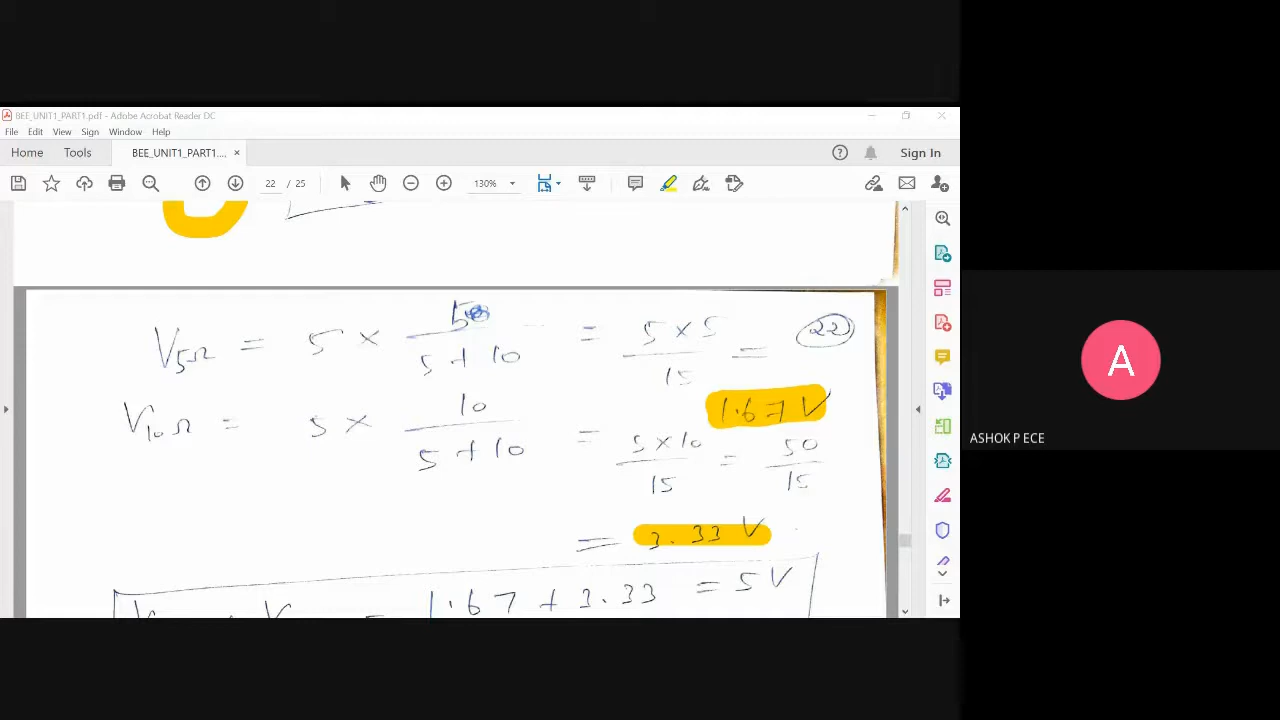 BEE_UNIT1_PART1.pdf - Adobe Acrobat Reader DC
File Edit View Sign Window Help
Home Tools BEE_UNIT1_PART1.... × Sign In
22 / 25 130%
V5Ω = 5 × 5 / 5 + 10 = 5 × 5 / 15 = 22
1.67 V
V10Ω = 5 × 10 / 5 + 10 = 5 × 10 / 15 = 50 / 15
= 3.33 V
1.67 + 3.33 = 5 V
A
ASHOK P ECE